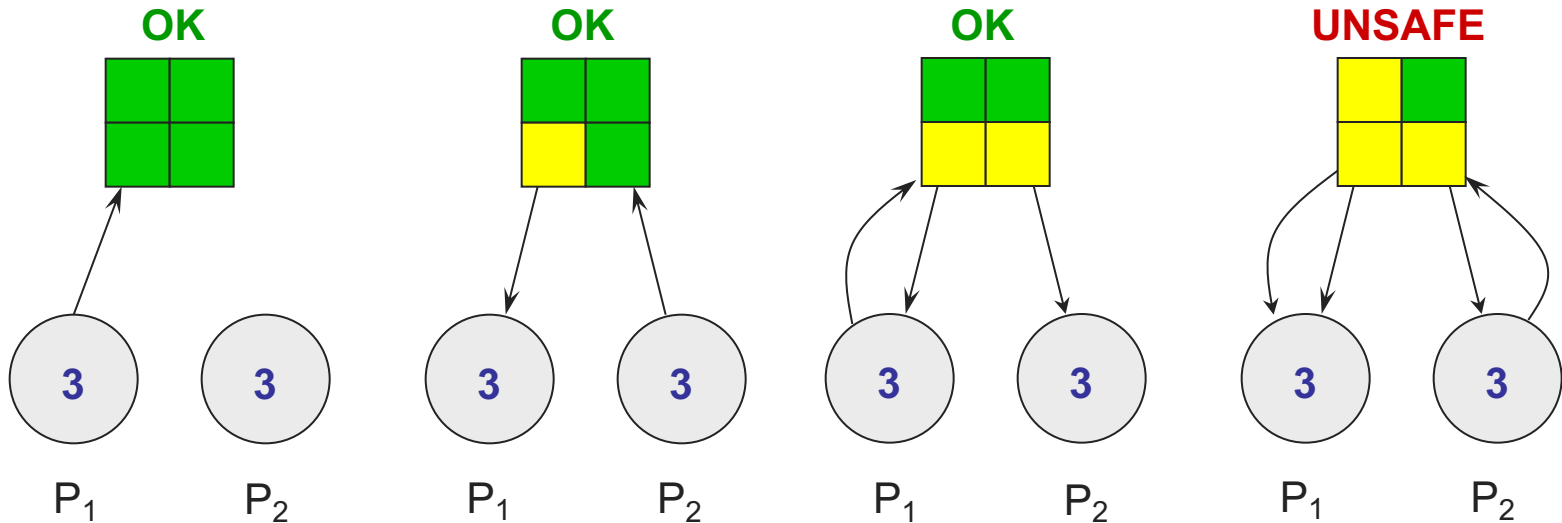 OK OK OK UNSAFE
3 3 3 3 3 3 3 3
P₁ P₂ P₁ P₂ P₁ P₂ P₁ P₂